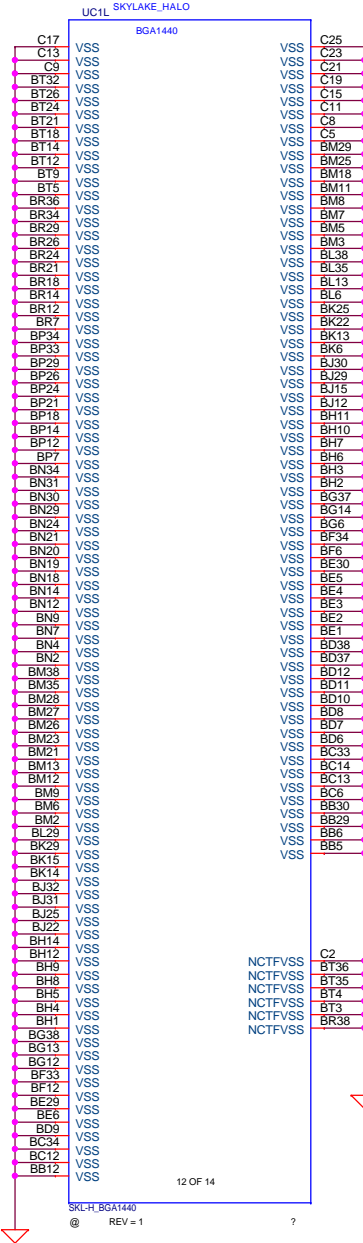 UC1L SKYLAKE_HALO
BGA1440
C17 VSS VSS C25
C13 VSS VSS C23
C9 VSS VSS C21
BT32 VSS VSS C19
BT26 VSS VSS C15
BT24 VSS VSS C11
BT21 VSS VSS C8
BT18 VSS VSS C5
BT14 VSS VSS BM29
BT12 VSS VSS BM25
BT9 VSS VSS BM18
BT5 VSS VSS BM11
BR36 VSS VSS BM8
BR34 VSS VSS BM7
BR29 VSS VSS BM5
BR26 VSS VSS BM3
BR24 VSS VSS BL38
BR21 VSS VSS BL35
BR18 VSS VSS BL13
BR14 VSS VSS BL6
BR12 VSS VSS BK25
BR7 VSS VSS BK22
BP34 VSS VSS BK13
BP33 VSS VSS BK6
BP29 VSS VSS BJ30
BP26 VSS VSS BJ29
BP24 VSS VSS BJ15
BP21 VSS VSS BJ12
BP18 VSS VSS BH11
BP14 VSS VSS BH10
BP12 VSS VSS BH7
BP7 VSS VSS BH6
BN34 VSS VSS BH3
BN31 VSS VSS BH2
BN30 VSS VSS BG37
BN29 VSS VSS BG14
BN24 VSS VSS BG6
BN21 VSS VSS BF34
BN20 VSS VSS BF6
BN19 VSS VSS BE30
BN18 VSS VSS BE5
BN14 VSS VSS BE4
BN12 VSS VSS BE3
BN9 VSS VSS BE2
BN7 VSS VSS BE1
BN4 VSS VSS BD38
BN2 VSS VSS BD37
BM38 VSS VSS BD12
BM35 VSS VSS BD11
BM28 VSS VSS BD10
BM27 VSS VSS BD8
BM26 VSS VSS BD7
BM23 VSS VSS BD6
BM21 VSS VSS BC33
BM13 VSS VSS BC14
BM12 VSS VSS BC13
BM9 VSS VSS BC6
BM6 VSS VSS BB30
BM2 VSS VSS BB29
BL29 VSS VSS BB6
BK29 VSS VSS BB5
BK15 VSS
BK14 VSS
BJ32 VSS
BJ31 VSS
BJ25 VSS
BJ22 VSS
BH14 VSS
BH12 VSS
BH9 VSS NCTFVSS C2
BH8 VSS NCTFVSS BT36
BH5 VSS NCTFVSS BT35
BH4 VSS NCTFVSS BT4
BH1 VSS NCTFVSS BT3
BG38 VSS NCTFVSS BR38
BG13 VSS
BG12 VSS
BF33 VSS
BF12 VSS
BE29 VSS
BE6 VSS
BD9 VSS
BC34 VSS
BC12 VSS
BB12 VSS
12 OF 14
SKL-H_BGA1440
@ REV = 1 ?